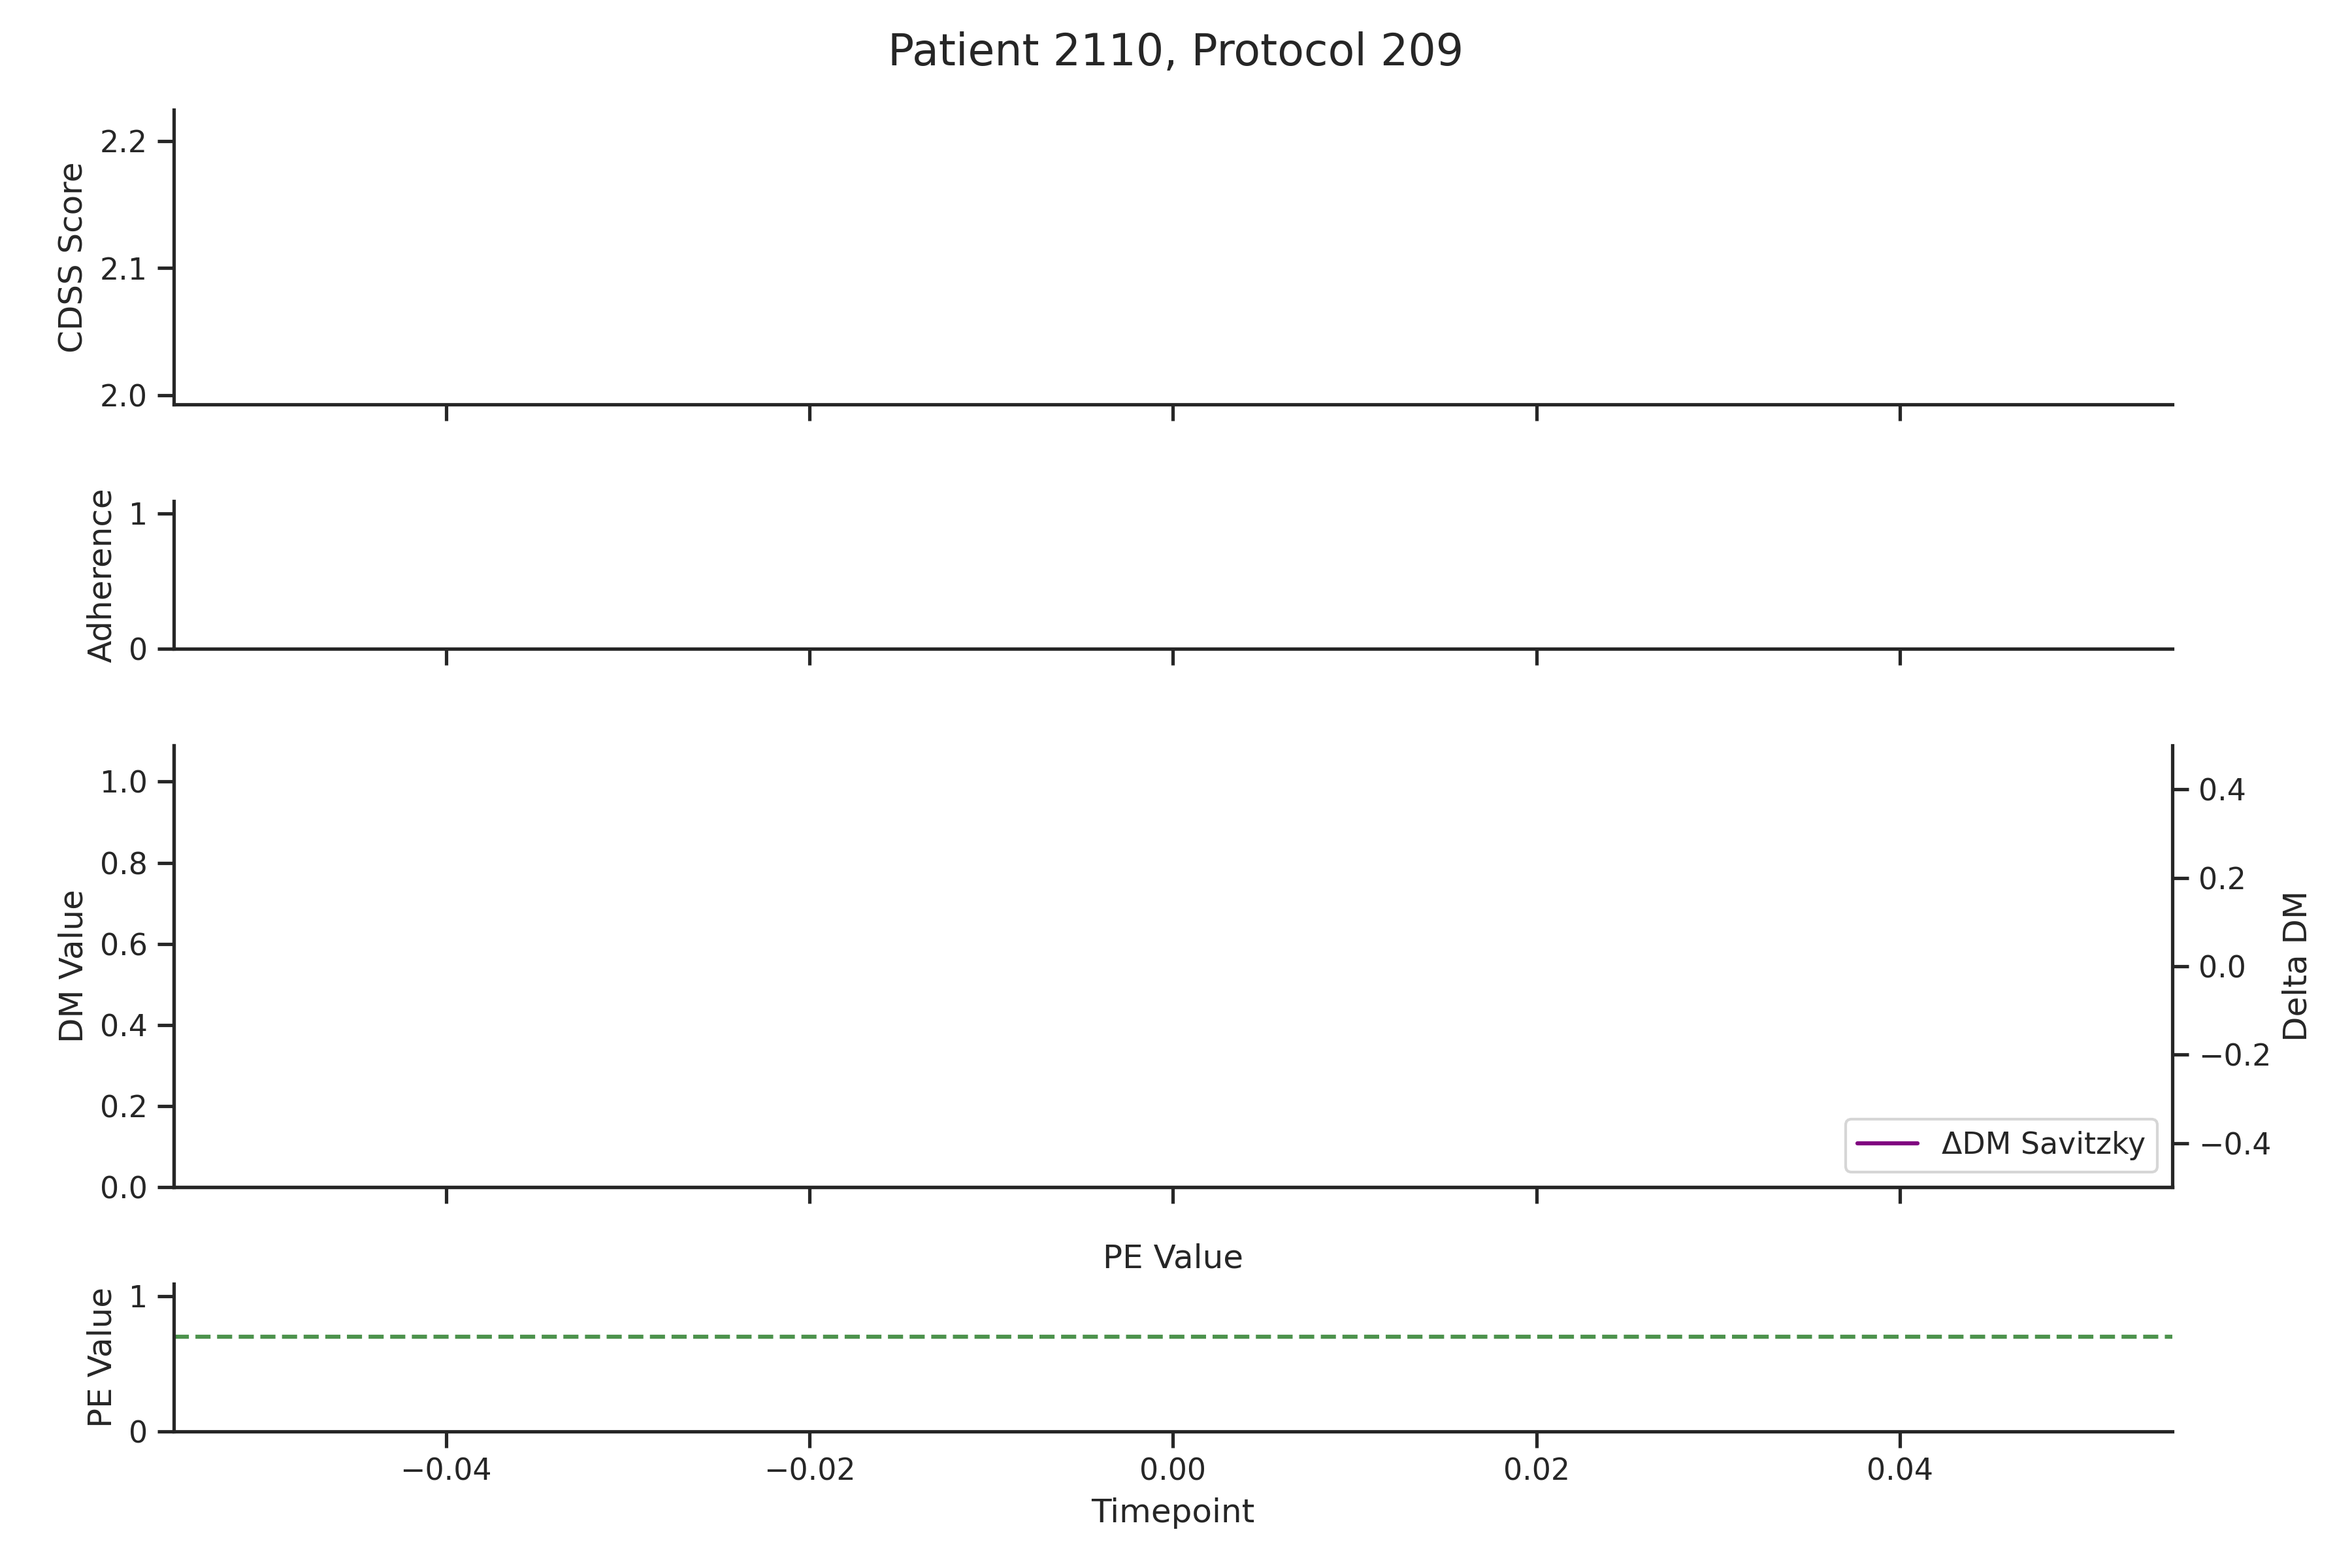 Patient 2110, Protocol 209
CDSS Score
2.2
2.1
2.0
Adherence
1
0
DM Value
1.0
0.8
0.6
0.4
0.2
0.0
Delta DM
0.4
0.2
0.0
−0.2
−0.4
ΔDM Savitzky
PE Value
PE Value
1
0
−0.04
−0.02
0.00
0.02
0.04
Timepoint